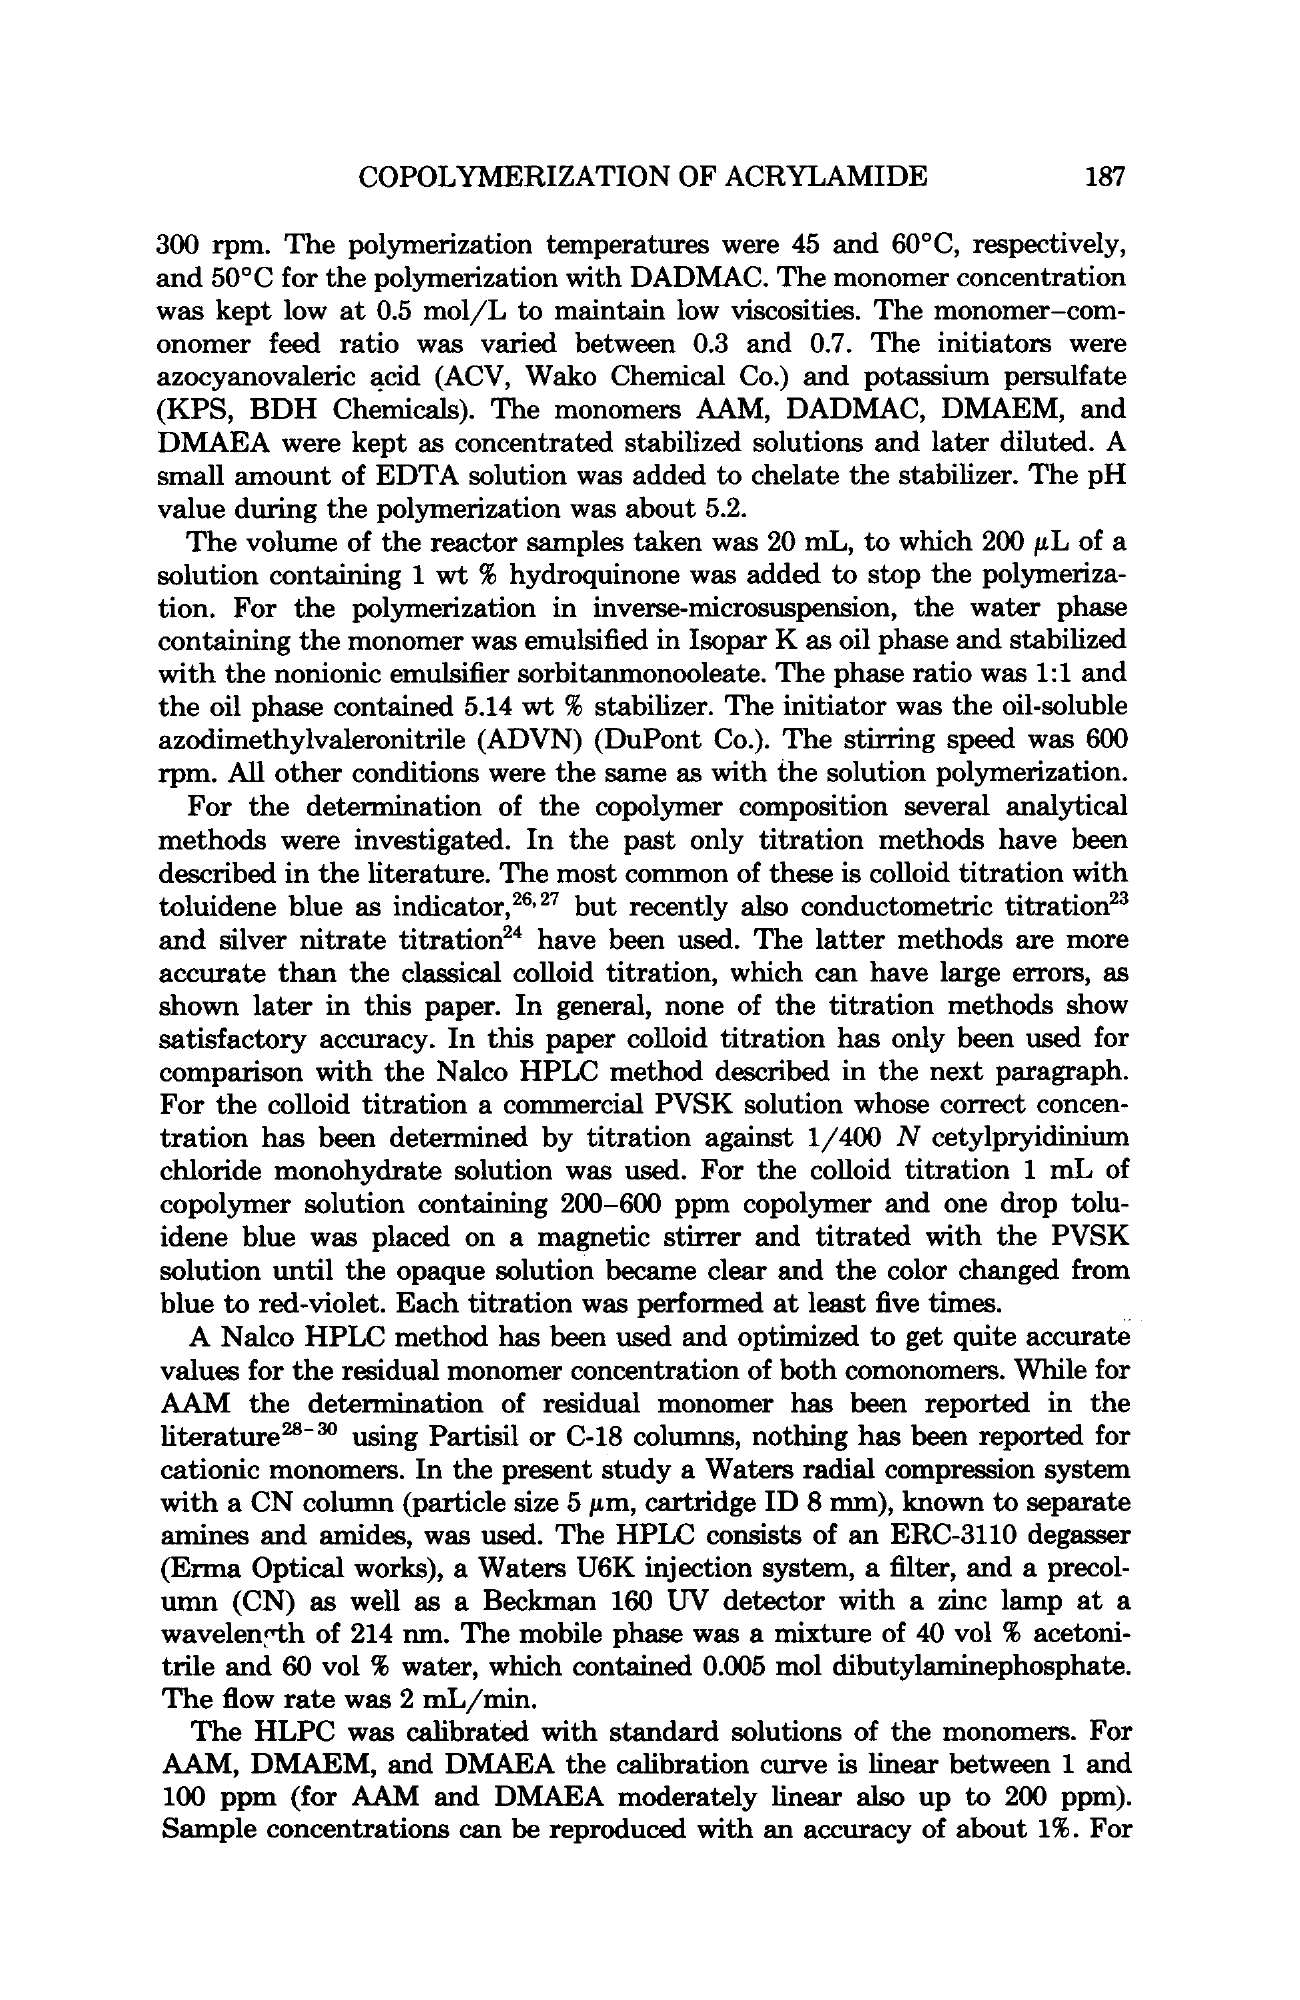 COPOLYMERIZATION OF ACRYLAMIDE 187
300 rpm. The polymerization temperatures were 45 and 60°C, respectively,
and 50°C for the polymerization with DADMAC. The monomer concentration
was kept low at 0.5 mol/L to maintain low viscosities. The monomer–com-
onomer feed ratio was varied between 0.3 and 0.7. The initiators were
azocyanovaleric acid (ACV, Wako Chemical Co.) and potassium persulfate
(KPS, BDH Chemicals). The monomers AAM, DADMAC, DMAEM, and
DMAEA were kept as concentrated stabilized solutions and later diluted. A
small amount of EDTA solution was added to chelate the stabilizer. The pH
value during the polymerization was about 5.2.
The volume of the reactor samples taken was 20 mL, to which 200 μL of a
solution containing 1 wt % hydroquinone was added to stop the polymeriza-
tion. For the polymerization in inverse-microsuspension, the water phase
containing the monomer was emulsified in Isopar K as oil phase and stabilized
with the nonionic emulsifier sorbitanmonooleate. The phase ratio was 1:1 and
the oil phase contained 5.14 wt % stabilizer. The initiator was the oil-soluble
azodimethylvaleronitrile (ADVN) (DuPont Co.). The stirring speed was 600
rpm. All other conditions were the same as with the solution polymerization.
For the determination of the copolymer composition several analytical
methods were investigated. In the past only titration methods have been
described in the literature. The most common of these is colloid titration with
toluidene blue as indicator,²⁶,²⁷ but recently also conductometric titration²³
and silver nitrate titration²⁴ have been used. The latter methods are more
accurate than the classical colloid titration, which can have large errors, as
shown later in this paper. In general, none of the titration methods show
satisfactory accuracy. In this paper colloid titration has only been used for
comparison with the Nalco HPLC method described in the next paragraph.
For the colloid titration a commercial PVSK solution whose correct concen-
tration has been determined by titration against 1/400 N cetylpryidinium
chloride monohydrate solution was used. For the colloid titration 1 mL of
copolymer solution containing 200–600 ppm copolymer and one drop tolu-
idene blue was placed on a magnetic stirrer and titrated with the PVSK
solution until the opaque solution became clear and the color changed from
blue to red-violet. Each titration was performed at least five times.
A Nalco HPLC method has been used and optimized to get quite accurate
values for the residual monomer concentration of both comonomers. While for
AAM the determination of residual monomer has been reported in the
literature²⁸⁻³⁰ using Partisil or C-18 columns, nothing has been reported for
cationic monomers. In the present study a Waters radial compression system
with a CN column (particle size 5 μm, cartridge ID 8 mm), known to separate
amines and amides, was used. The HPLC consists of an ERC-3110 degasser
(Erma Optical works), a Waters U6K injection system, a filter, and a precol-
umn (CN) as well as a Beckman 160 UV detector with a zinc lamp at a
wavelength of 214 nm. The mobile phase was a mixture of 40 vol % acetoni-
trile and 60 vol % water, which contained 0.005 mol dibutylaminephosphate.
The flow rate was 2 mL/min.
The HLPC was calibrated with standard solutions of the monomers. For
AAM, DMAEM, and DMAEA the calibration curve is linear between 1 and
100 ppm (for AAM and DMAEA moderately linear also up to 200 ppm).
Sample concentrations can be reproduced with an accuracy of about 1%. For